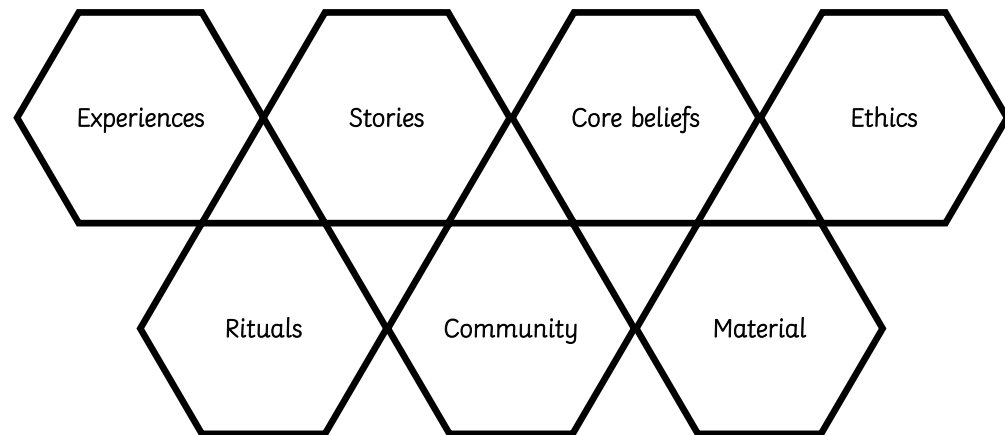 Experiences
Stories
Core beliefs
Ethics
Rituals
Community
Material